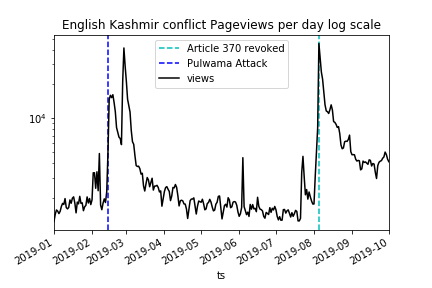 English Kashmir conflict Pageviews per day log scale
Article 370 revoked
Pulwama Attack
views
10⁴
2019-01
2019-02
2019-03
2019-04
2019-05
2019-06
2019-07
2019-08
2019-09
2019-10
ts